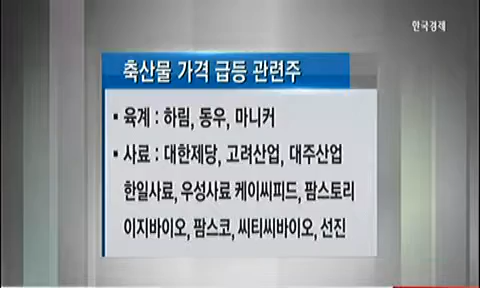 한국경제
축산물 가격 급등 관련주
• 육계 : 하림, 동우, 마니커
• 사료 : 대한제당, 고려산업, 대주산업
한일사료, 우성사료 케이씨피드, 팜스토리
이지바이오, 팜스코, 씨티씨바이오, 선진